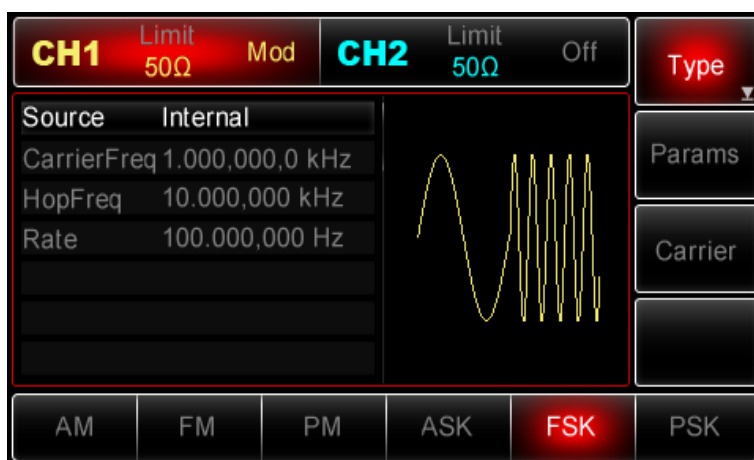 CH1 Limit 50Ω Mod CH2 Limit 50Ω Off
Type
Source Internal
CarrierFreq 1.000,000,0 kHz
HopFreq 10.000,000 kHz
Rate 100.000,000 Hz
Params
Carrier
AM FM PM ASK FSK PSK